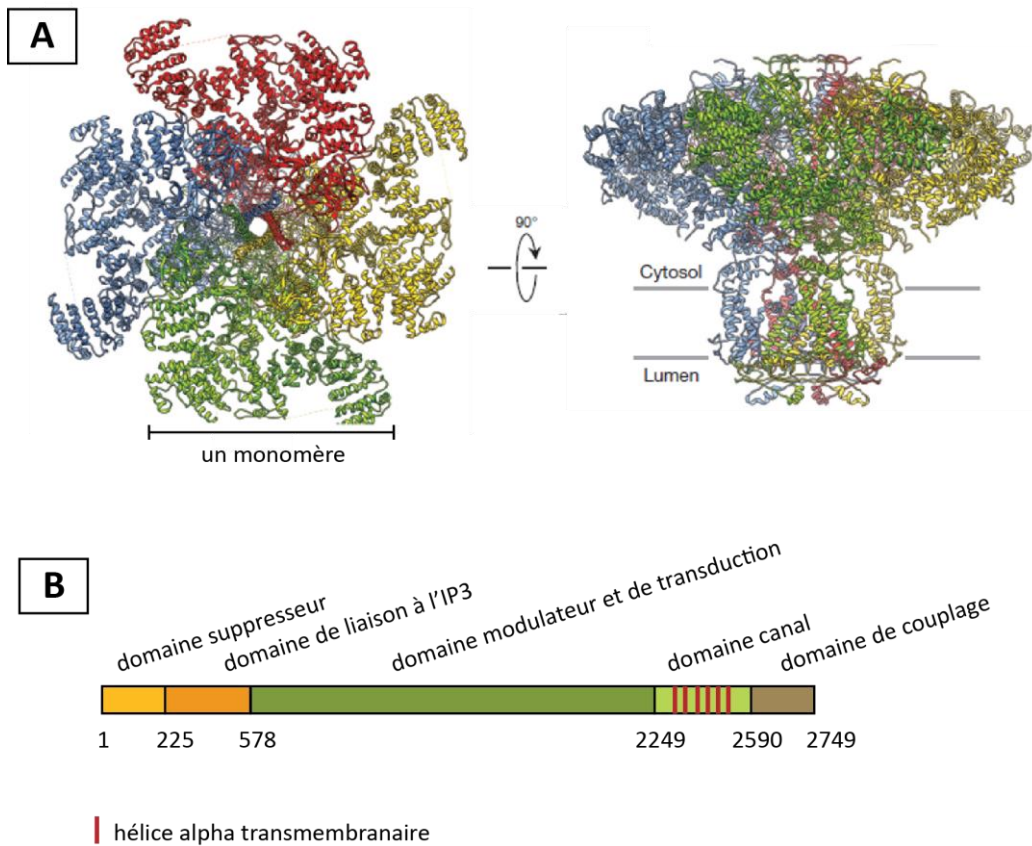 A
90°
Cytosol
Lumen
un monomère
B
domaine suppresseur
domaine de liaison à l'IP3
domaine modulateur et de transduction
domaine canal
domaine de couplage
1 225 578 2249 2590 2749
hélice alpha transmembranaire